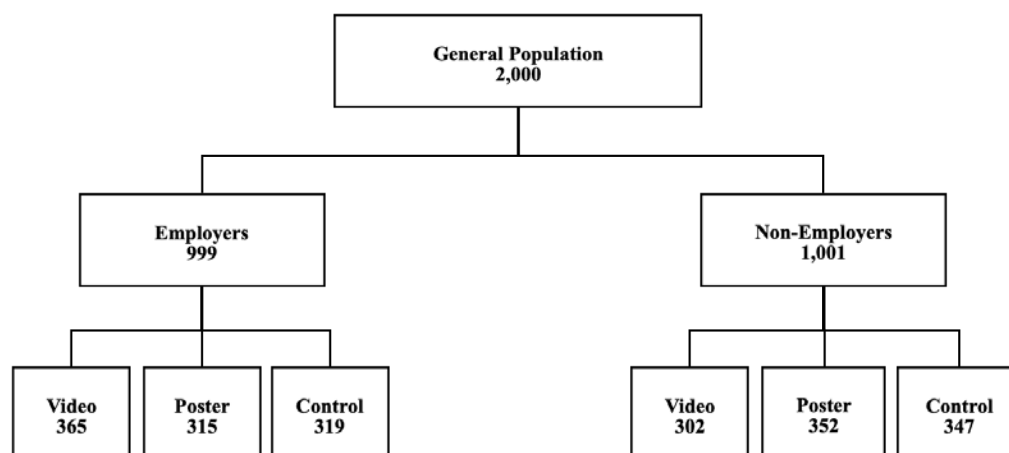 General Population
2,000
Employers
999
Non-Employers
1,001
Video
365
Poster
315
Control
319
Video
302
Poster
352
Control
347